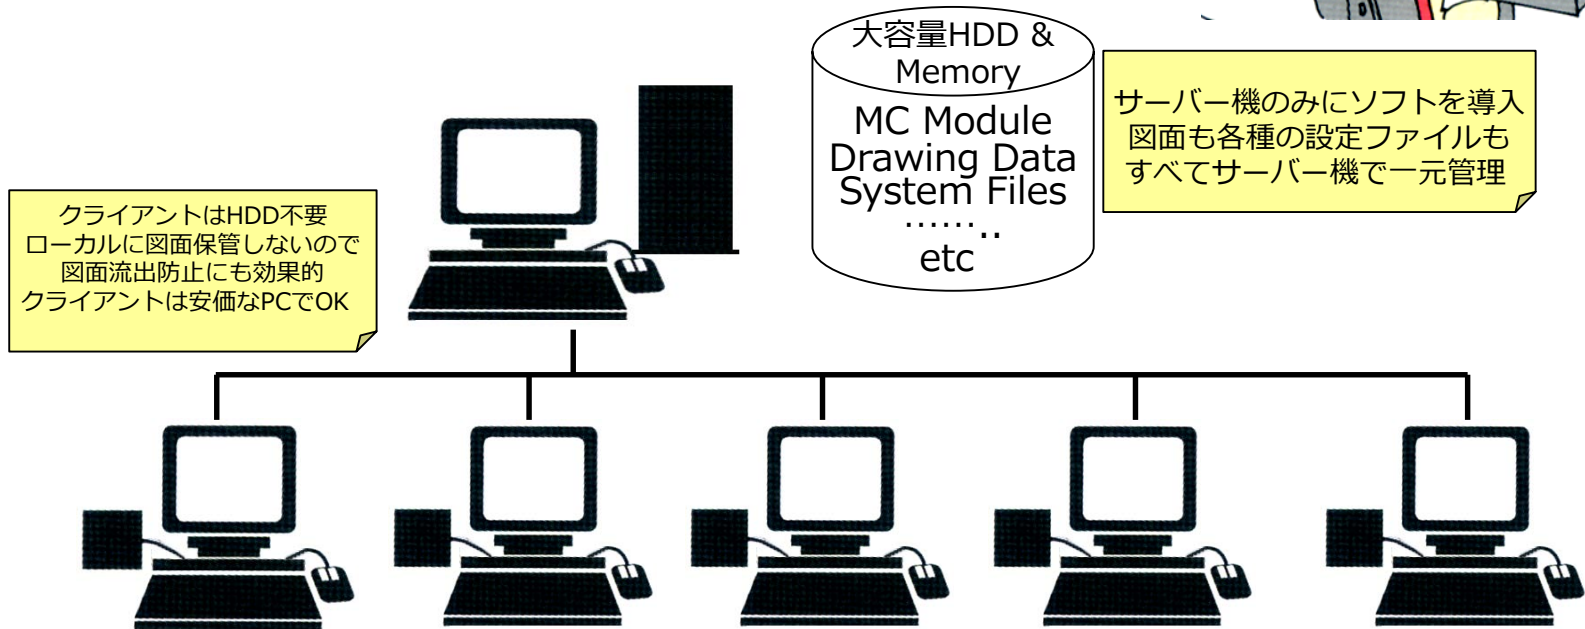 大容量HDD &
Memory
MC Module
Drawing Data
System Files
……..
etc
サーバー機のみにソフトを導入
図面も各種の設定ファイルも
すべてサーバー機で一元管理
クライアントはHDD不要
ローカルに図面保管しないので
図面流出防止にも効果的
クライアントは安価なPCでOK